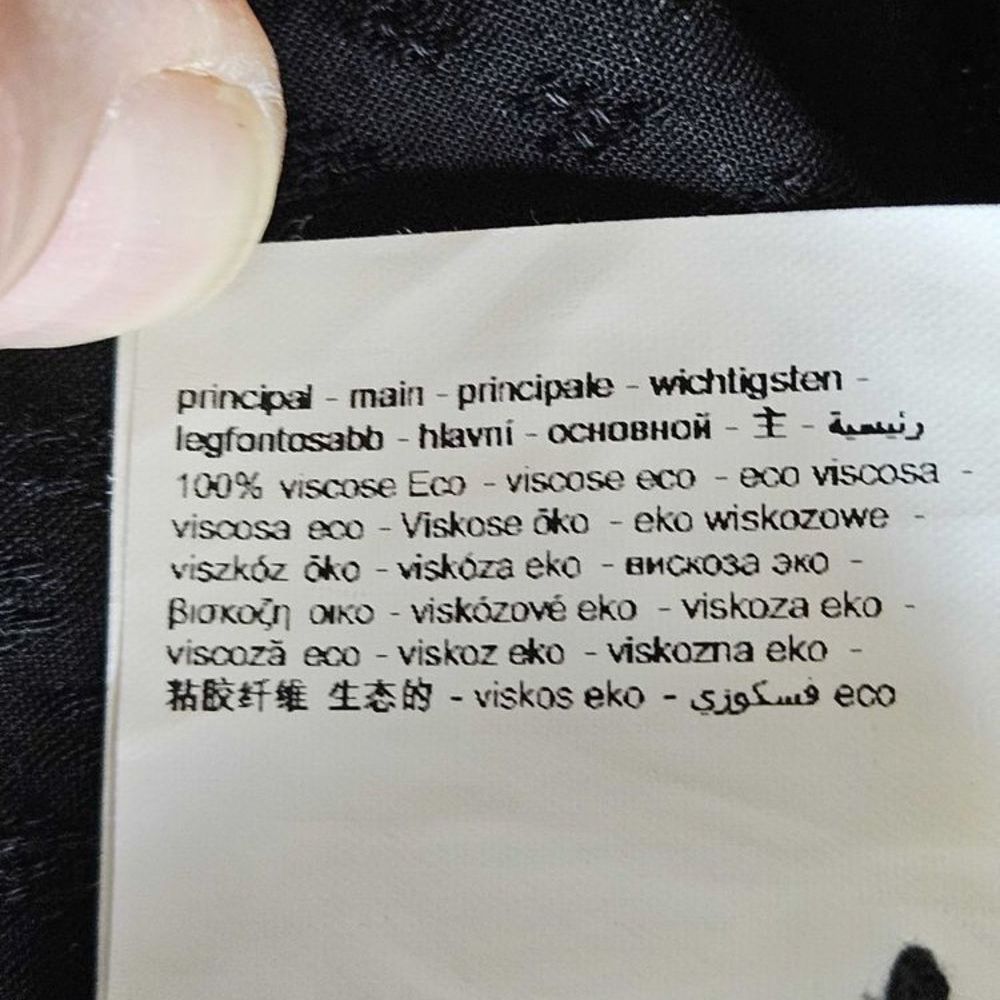 principal - main - principale - wichtigsten -
legfontosabb - hlavní - основной - 主 - رئيسية
100% viscose Eco - viscose eco - eco viscosa -
viscosa eco - Viskose öko - eko wiskozowe -
viszkóz öko - viskóza eko - вискоза эко -
βισκοζη οικο - viskózové eko - viskoza eko -
viscoză eco - viskoz eko - viskozna eko -
粘胶纤维 生态的 - viskos eko - فسكوزي eco